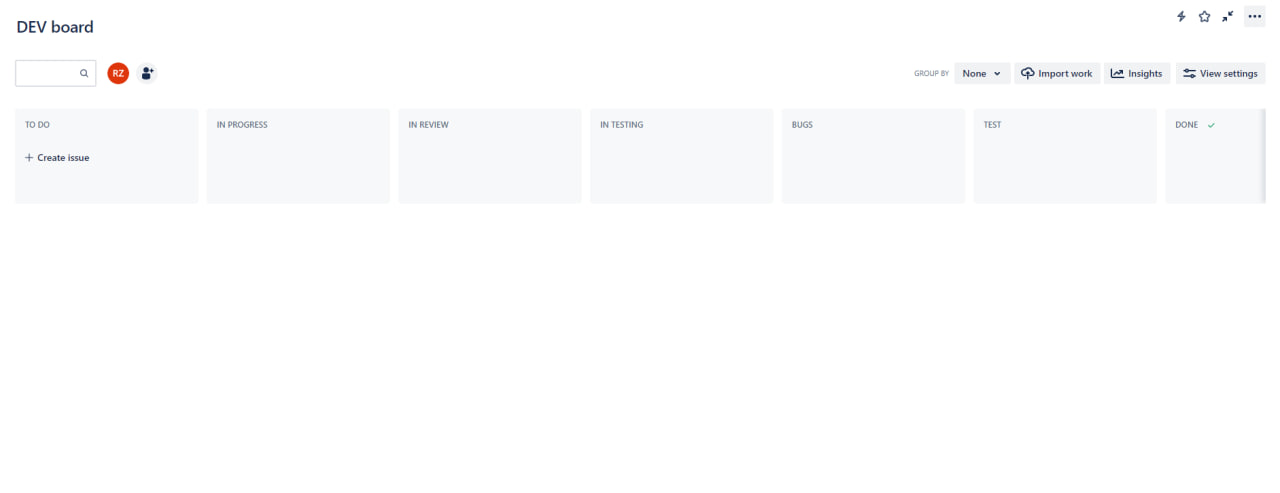 DEV board
RZ
GROUP BY None Import work Insights View settings
TO DO
IN PROGRESS
IN REVIEW
IN TESTING
BUGS
TEST
DONE
+ Create issue